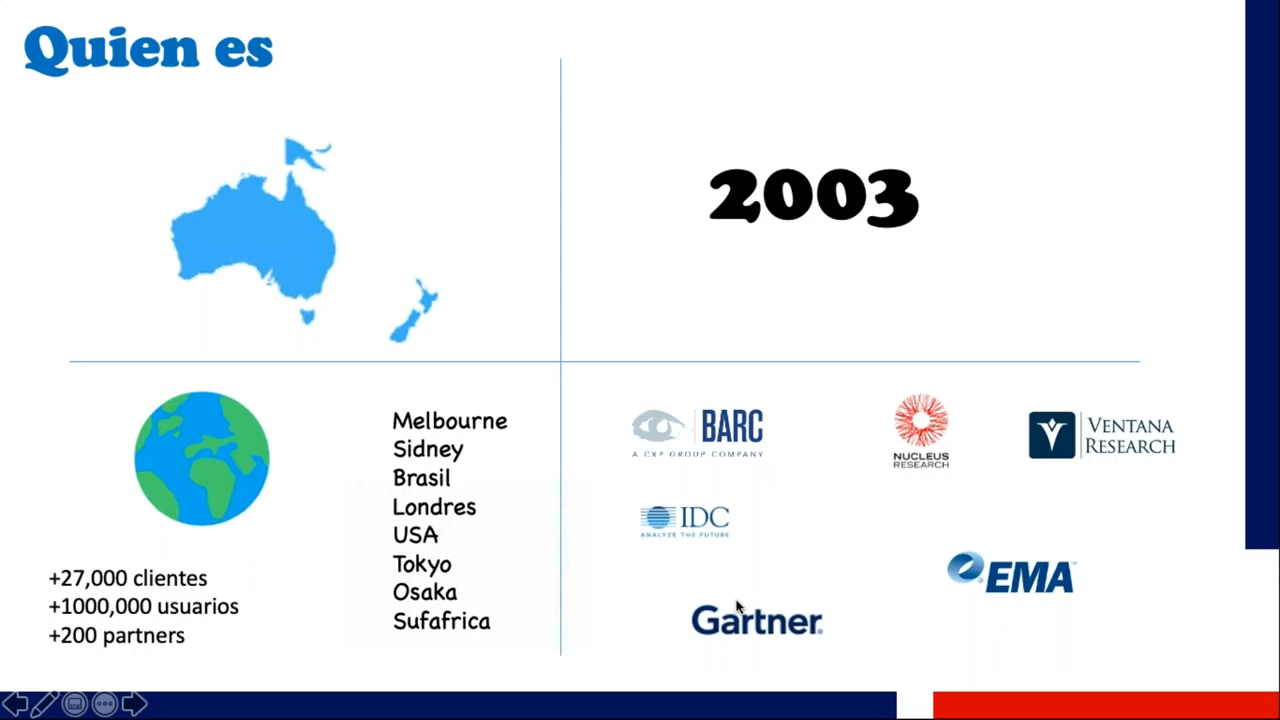 Quien es
2003
Melbourne
Sidney
Brasil
Londres
USA
Tokyo
Osaka
Sufafrica
+27,000 clientes
+1000,000 usuarios
+200 partners
BARC
A CXP GROUP COMPANY
NUCLEUS
RESEARCH
VENTANA
RESEARCH
IDC
ANALYZE THE FUTURE
EMA
Gartner